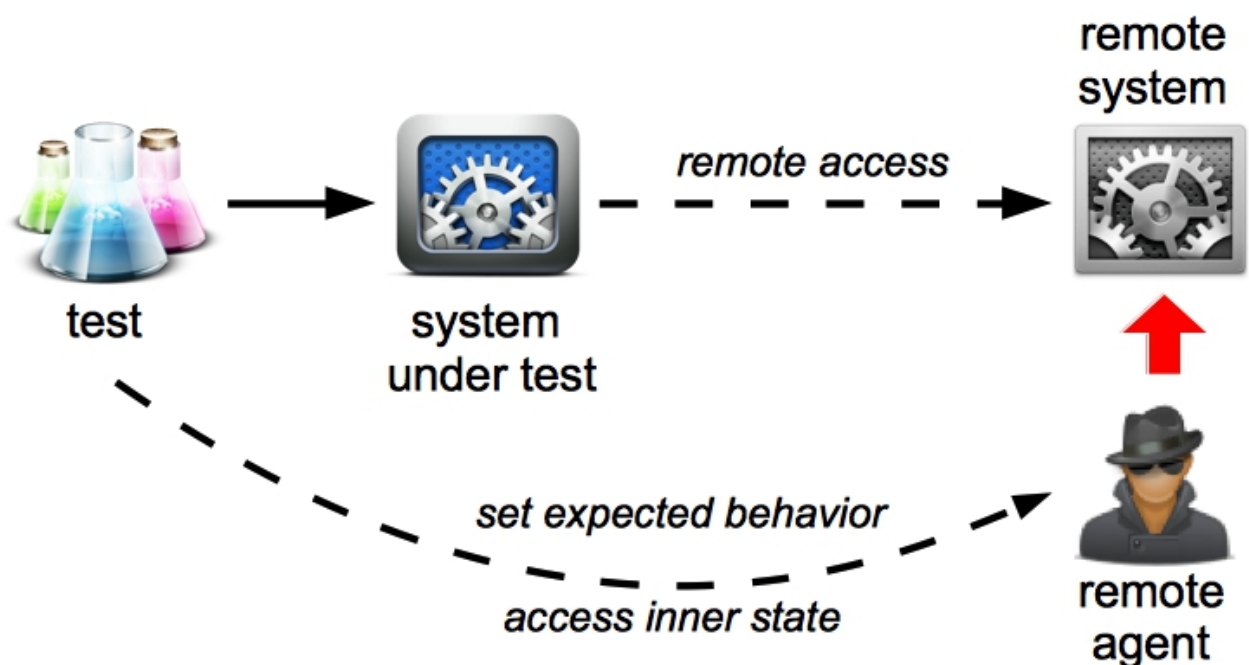 remote
system
remote access
test
system
under test
set expected behavior
access inner state
remote
agent